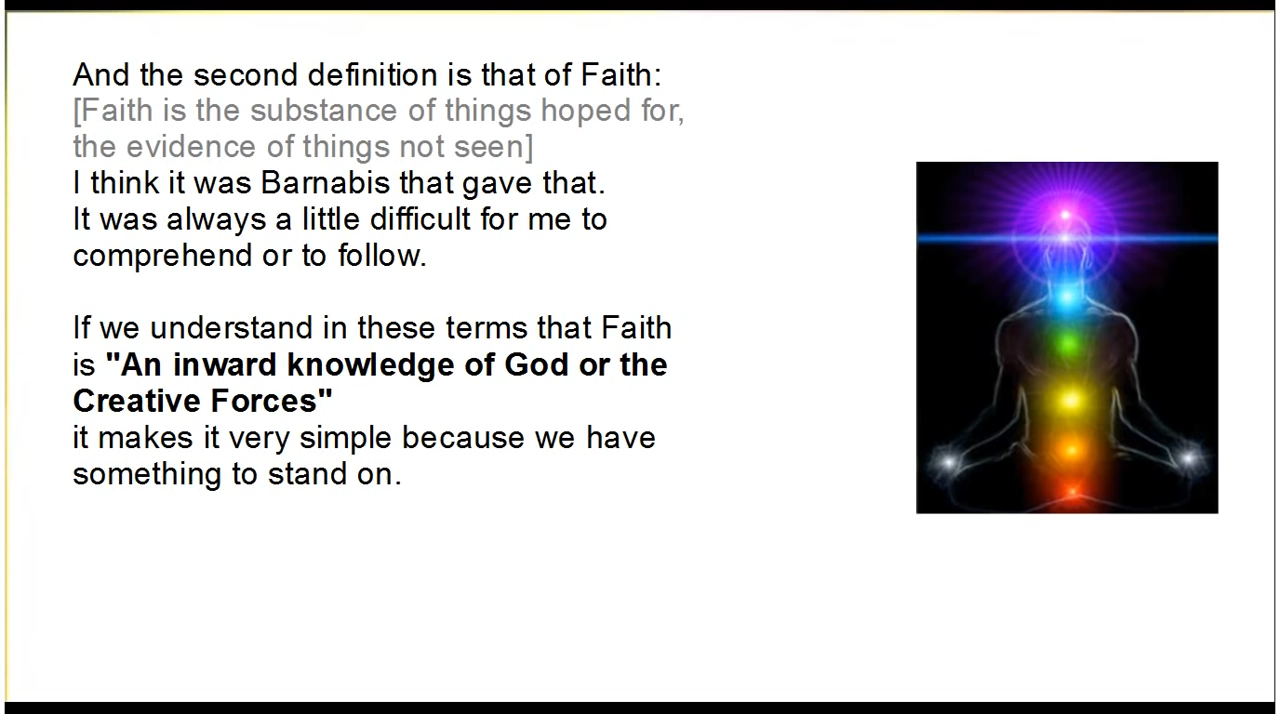 And the second definition is that of Faith:
[Faith is the substance of things hoped for,
the evidence of things not seen]
I think it was Barnabis that gave that.
It was always a little difficult for me to
comprehend or to follow.
If we understand in these terms that Faith
is "An inward knowledge of God or the
Creative Forces"
it makes it very simple because we have
something to stand on.